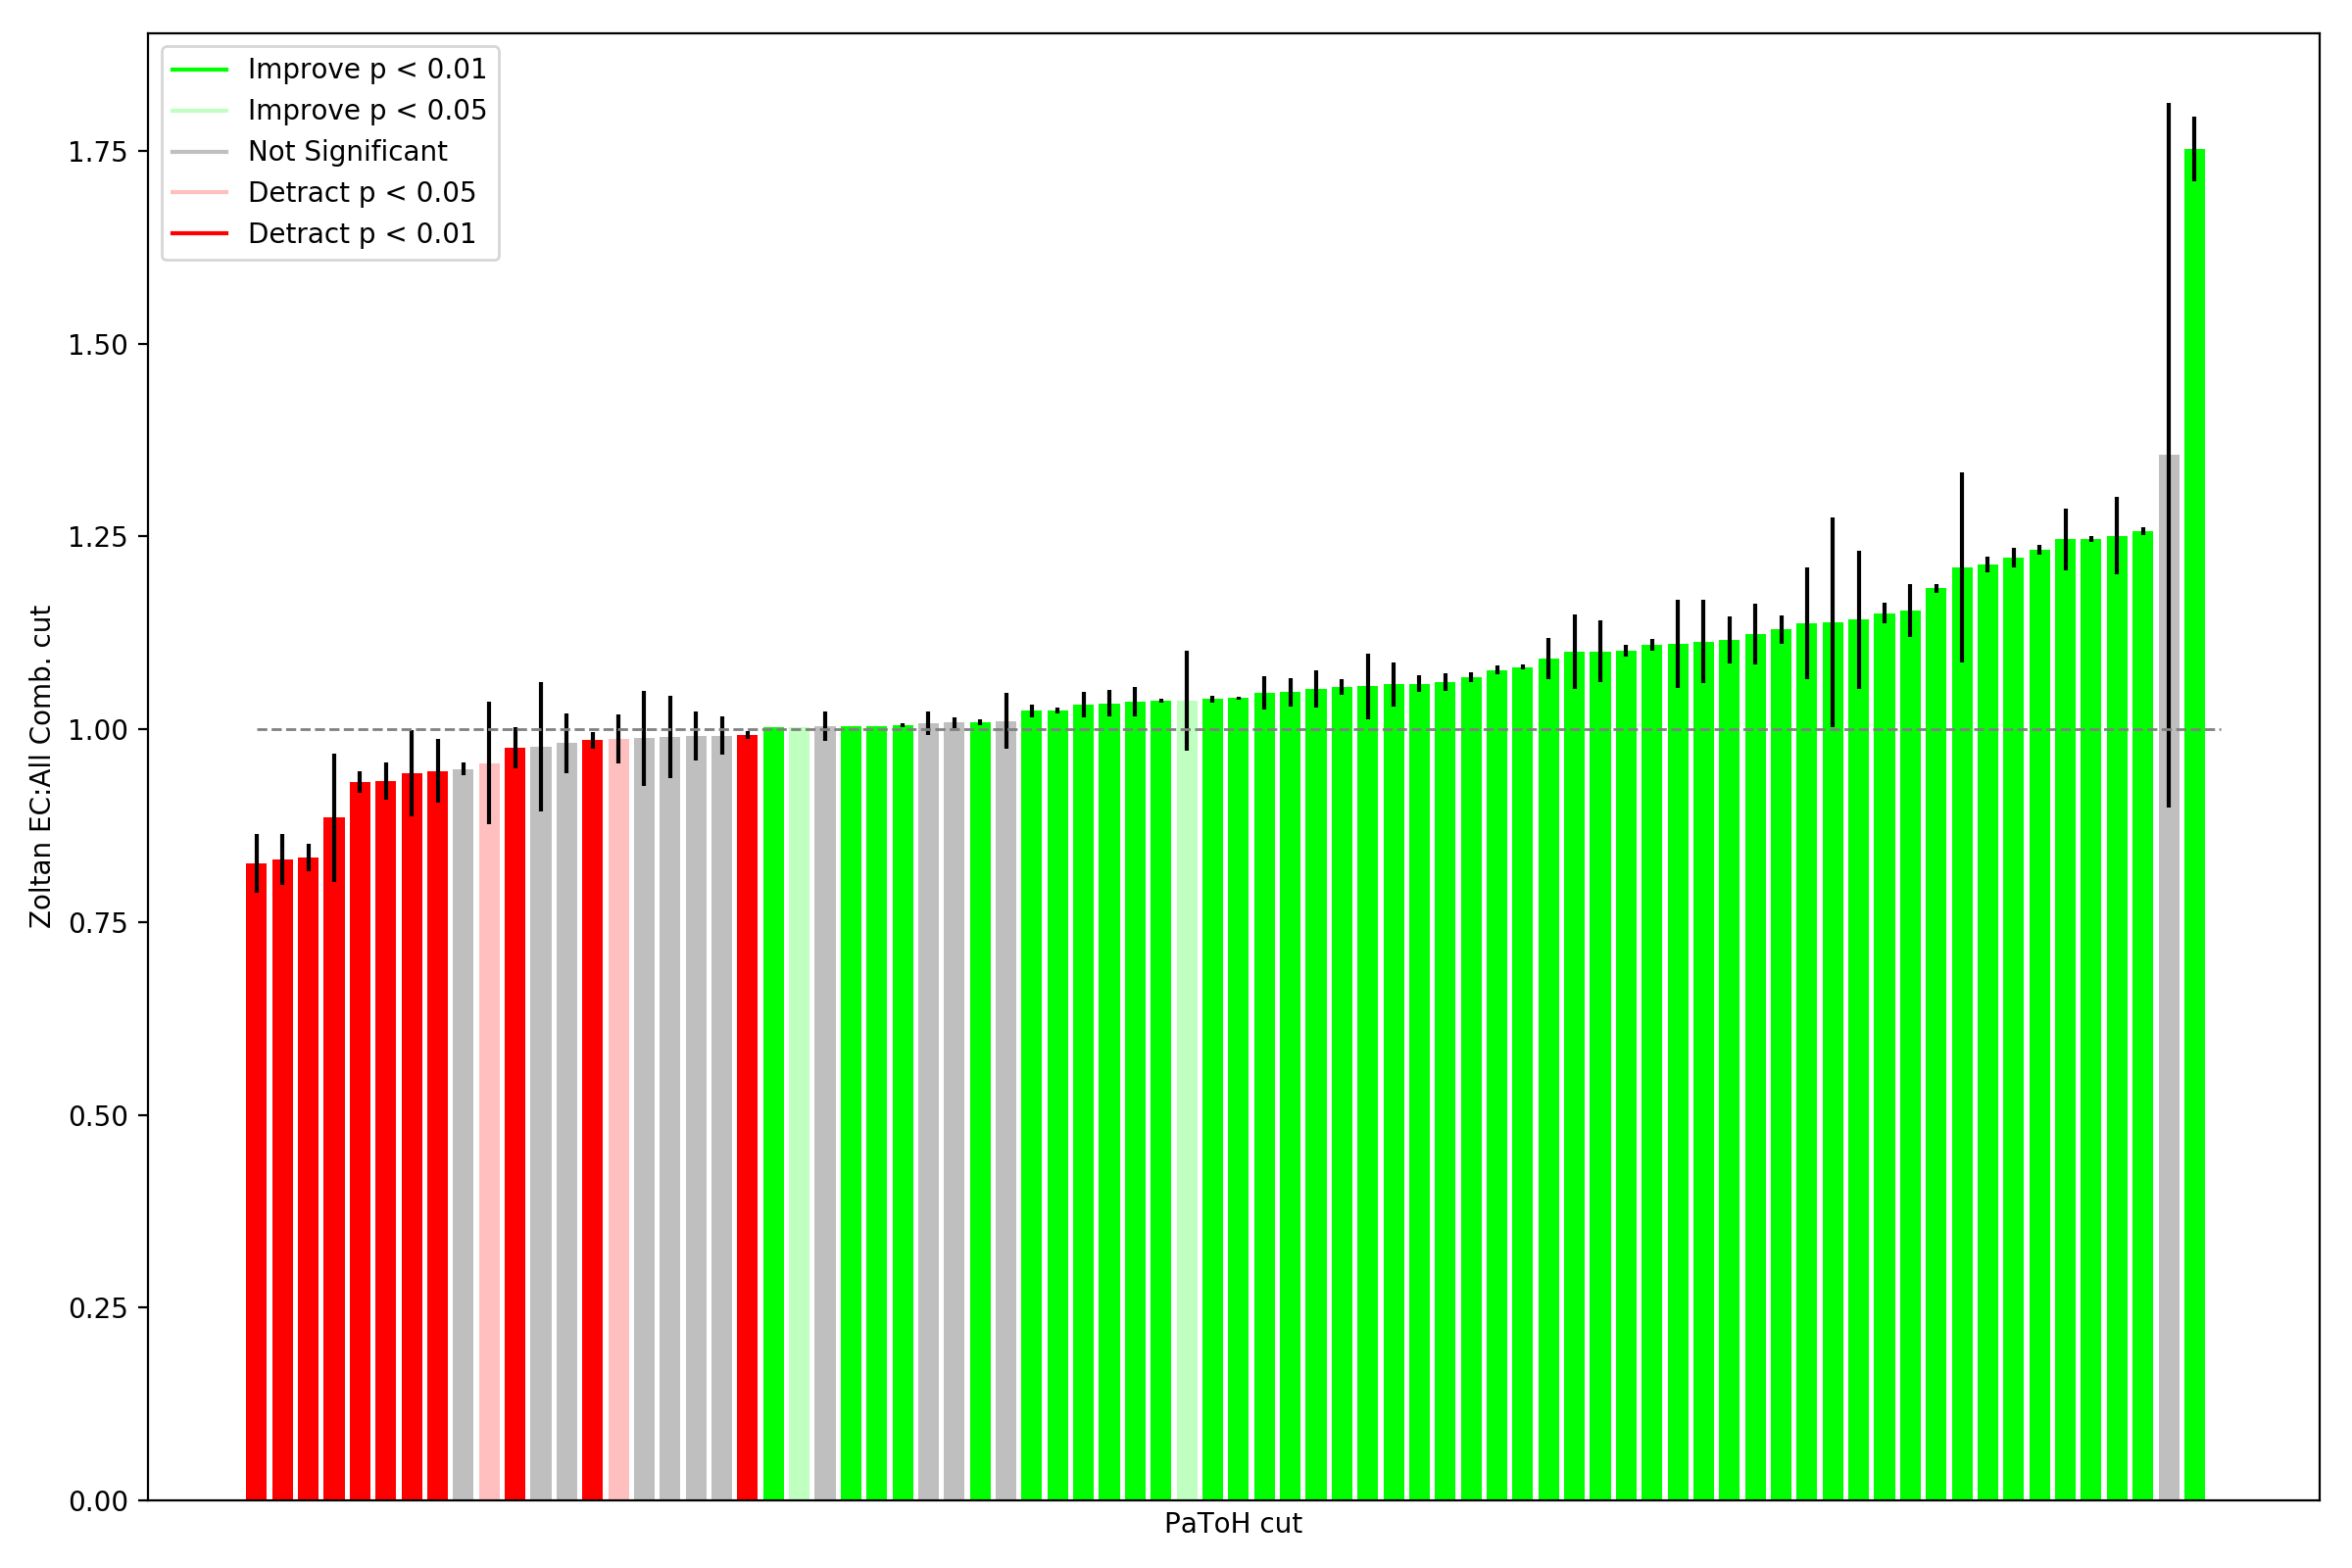 Improve p < 0.01
Improve p < 0.05
Not Significant
Detract p < 0.05
Detract p < 0.01
1.75
1.50
1.25
1.00
0.75
0.50
0.25
0.00
Zoltan EC:All Comb. cut
PaToH cut